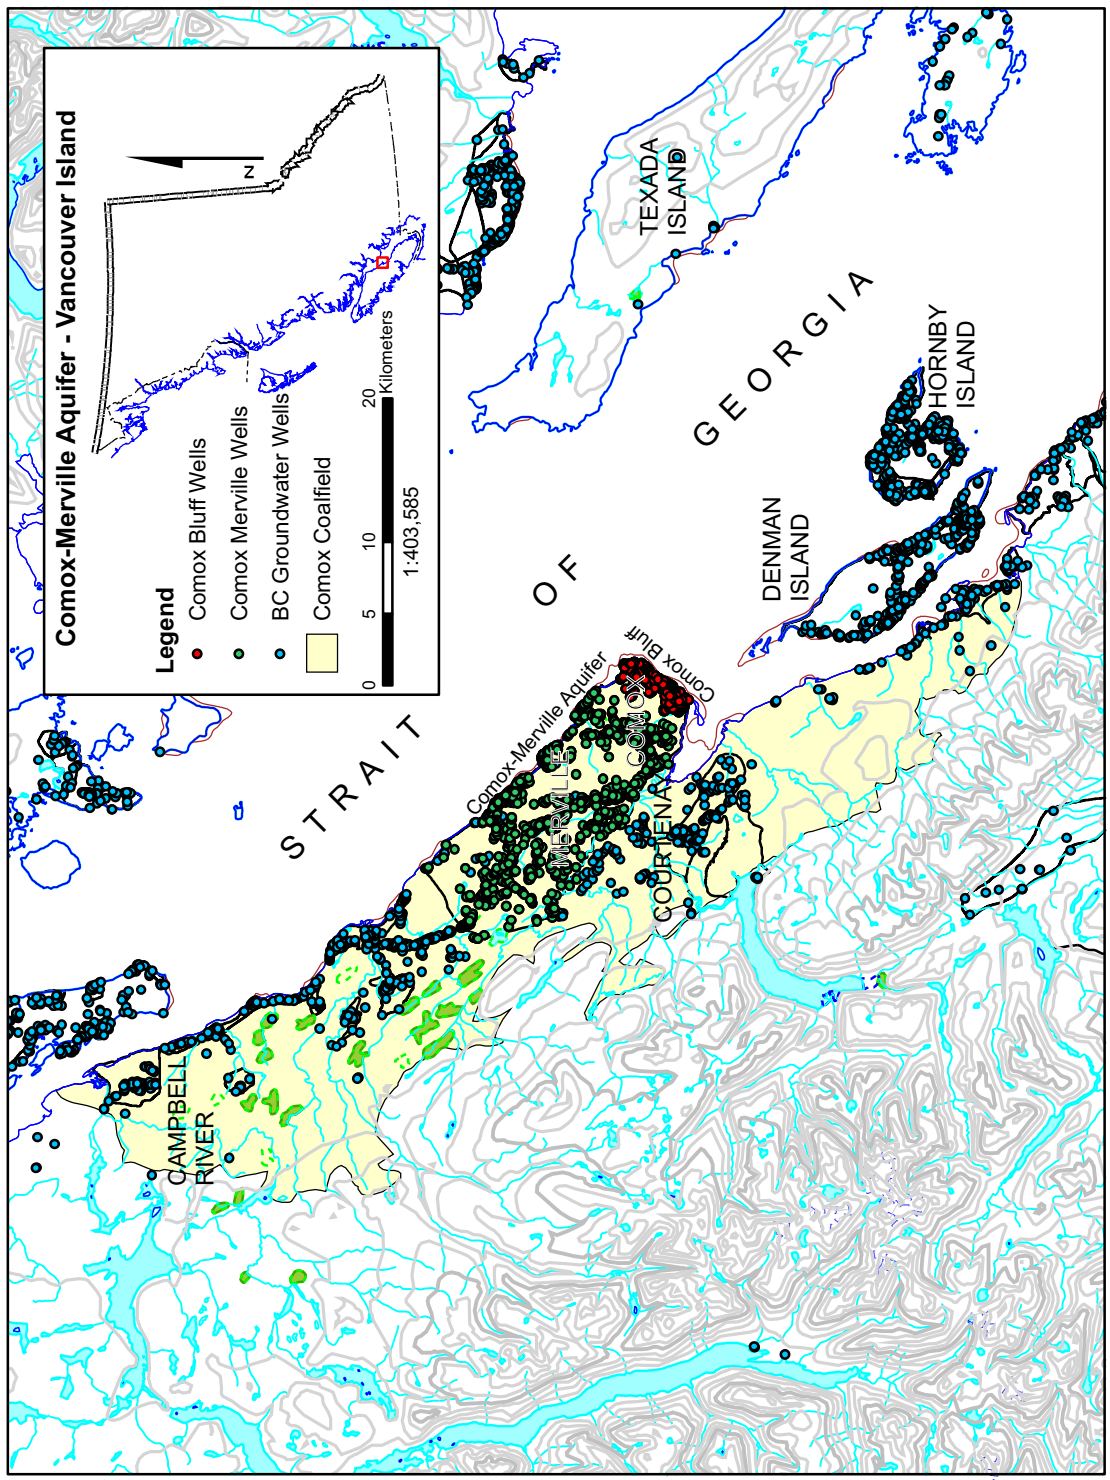 Comox-Merville Aquifer - Vancouver Island
N
Legend
Comox Bluff Wells
Comox Merville Wells
BC Groundwater Wells
Comox Coalfield
0 5 10 20
Kilometers
1:403,585
STRAIT
OF
GEORGIA
TEXADA
ISLAND
HORNBY
ISLAND
DENMAN
ISLAND
Comox Bluff
Comox-Merville Aquifer
COMOX
MERVILLE
COURTENAY
CAMPBELL
RIVER